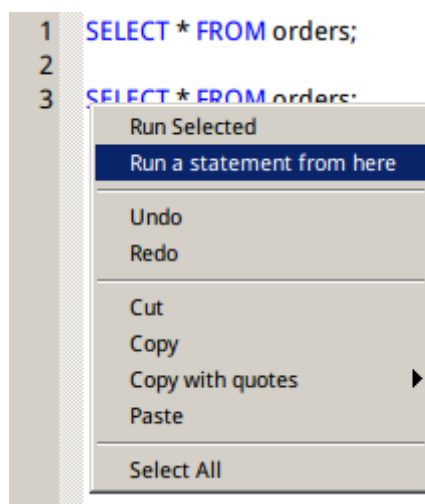 1 SELECT * FROM orders;
2
3 SELECT * FROM orders;
Run Selected
Run a statement from here
Undo
Redo
Cut
Copy
Copy with quotes
Paste
Select All